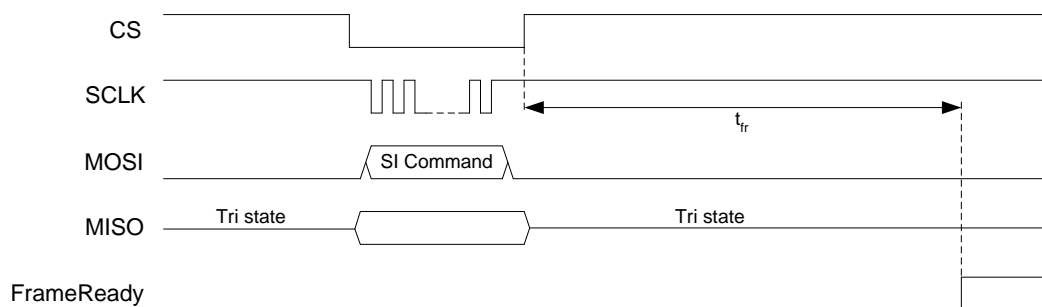 CS
SCLK
t_fr
MOSI
SI Command
Tri state
Tri state
MISO
FrameReady